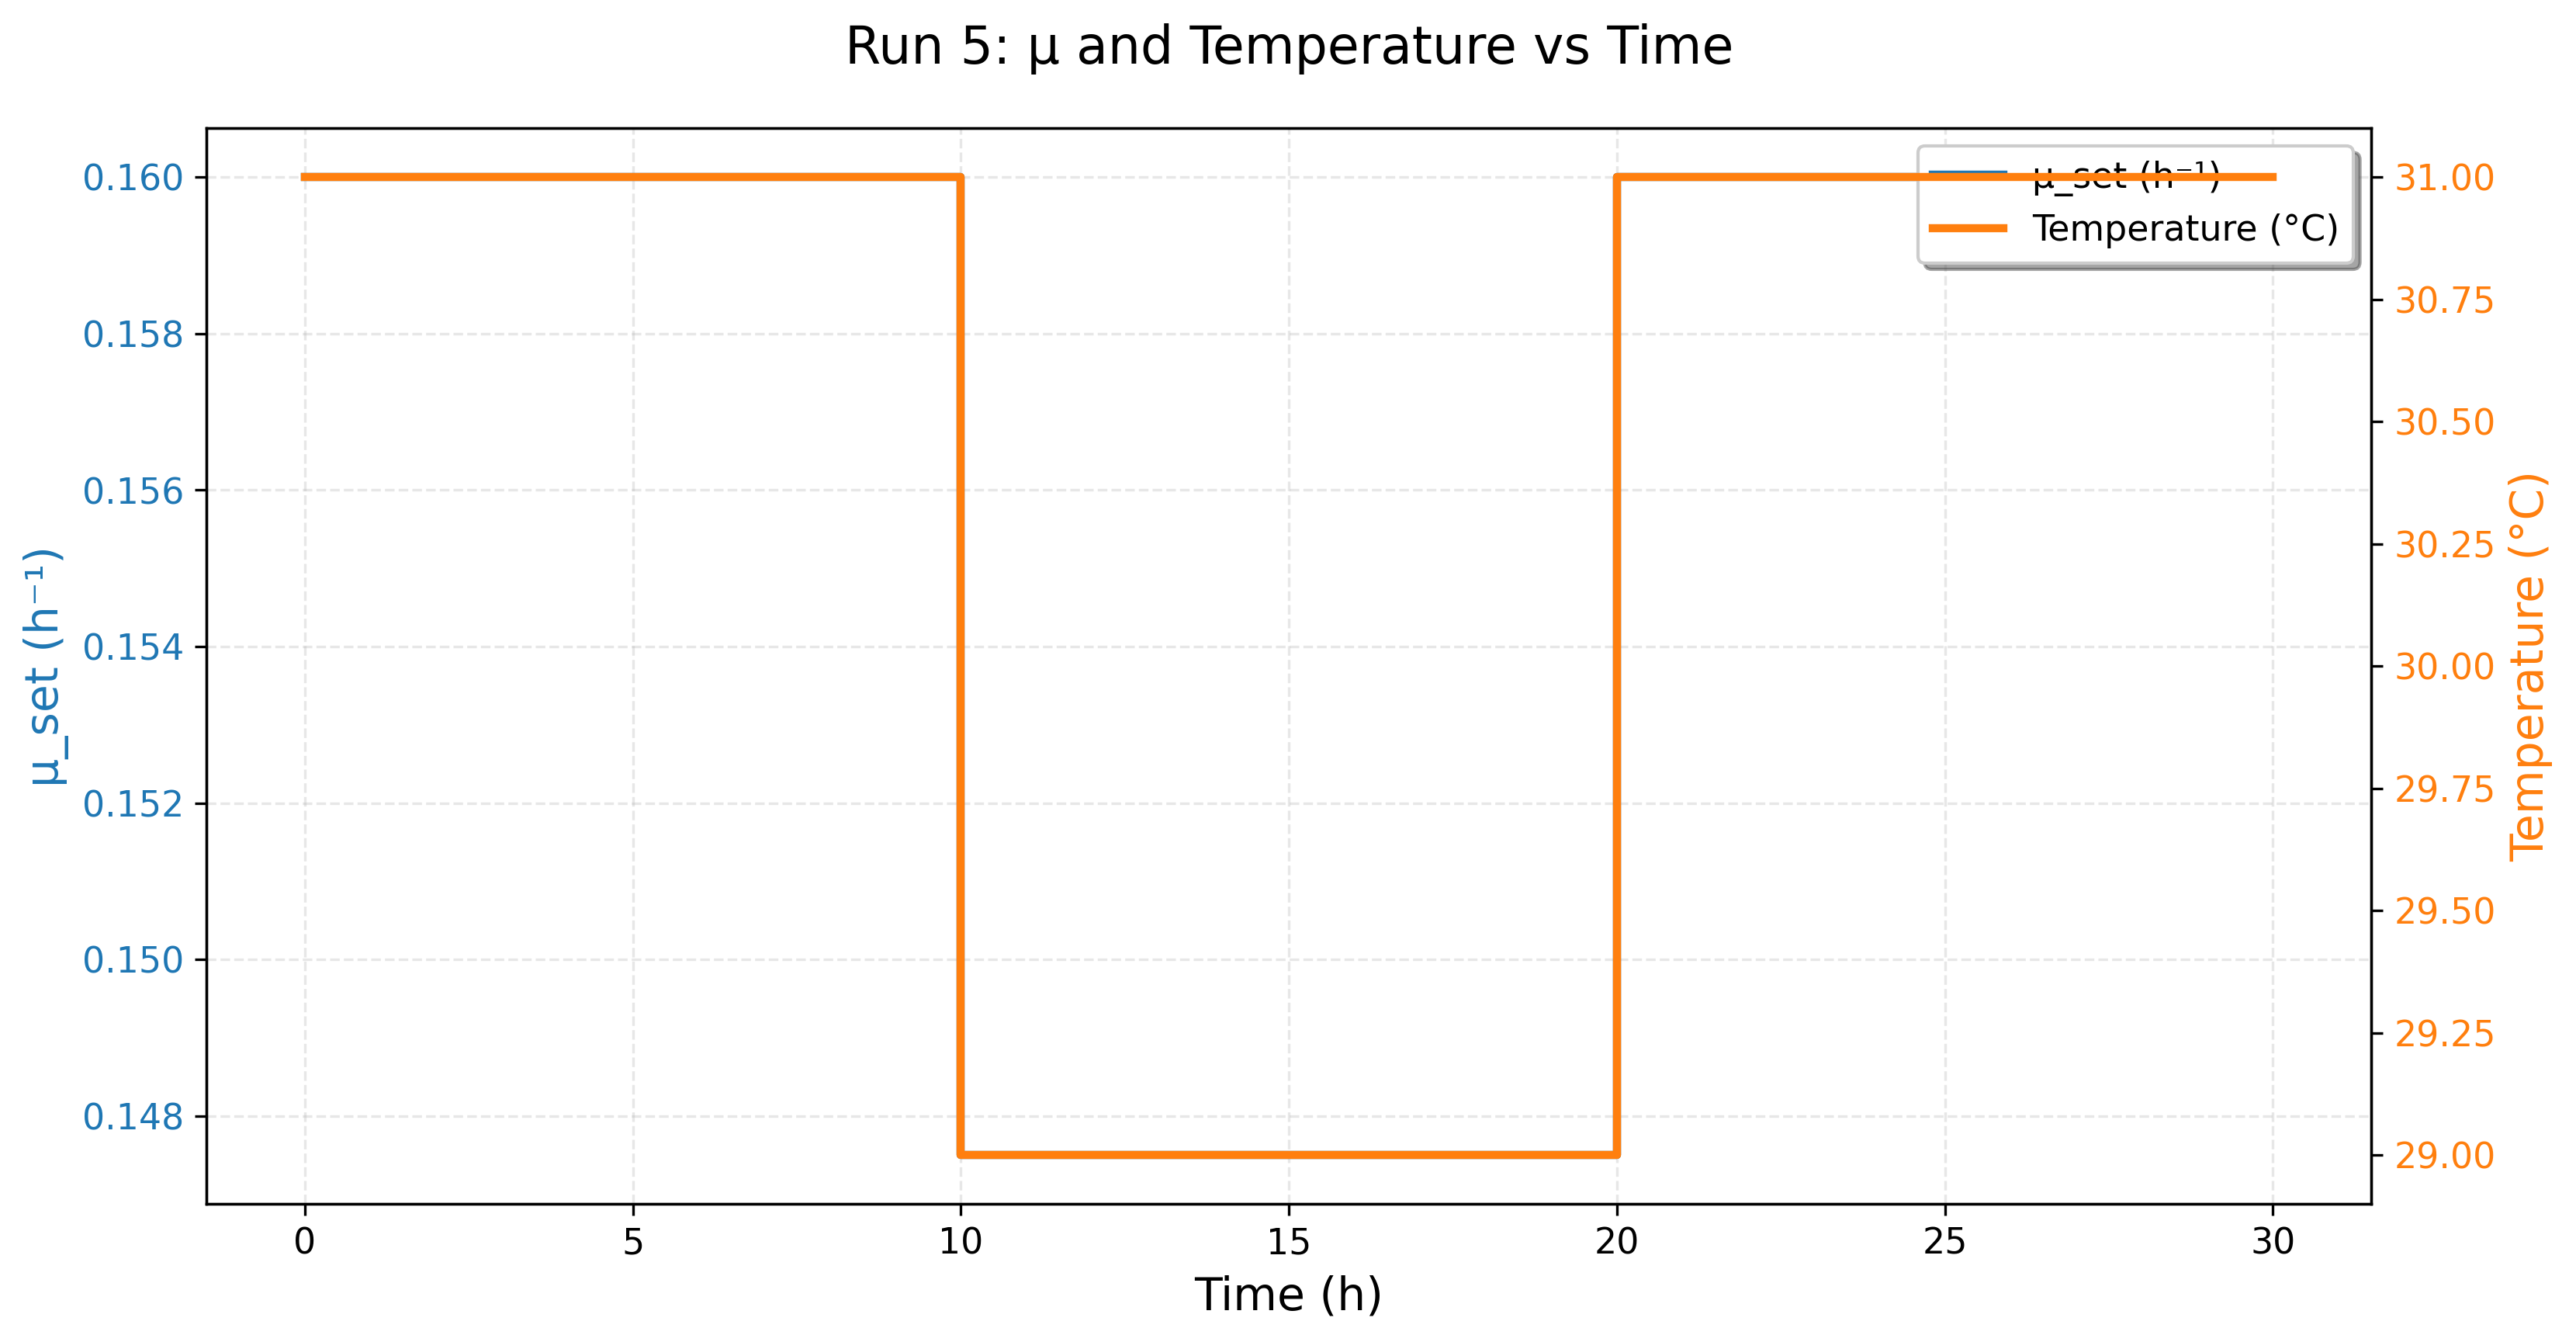 Run 5: μ and Temperature vs Time
μ_set (h⁻¹)
Temperature (°C)
0.160
0.158
0.156
0.154
0.152
0.150
0.148
μ_set (h⁻¹)
31.00
30.75
30.50
30.25
30.00
29.75
29.50
29.25
29.00
Temperature (°C)
0 5 10 15 20 25 30
Time (h)